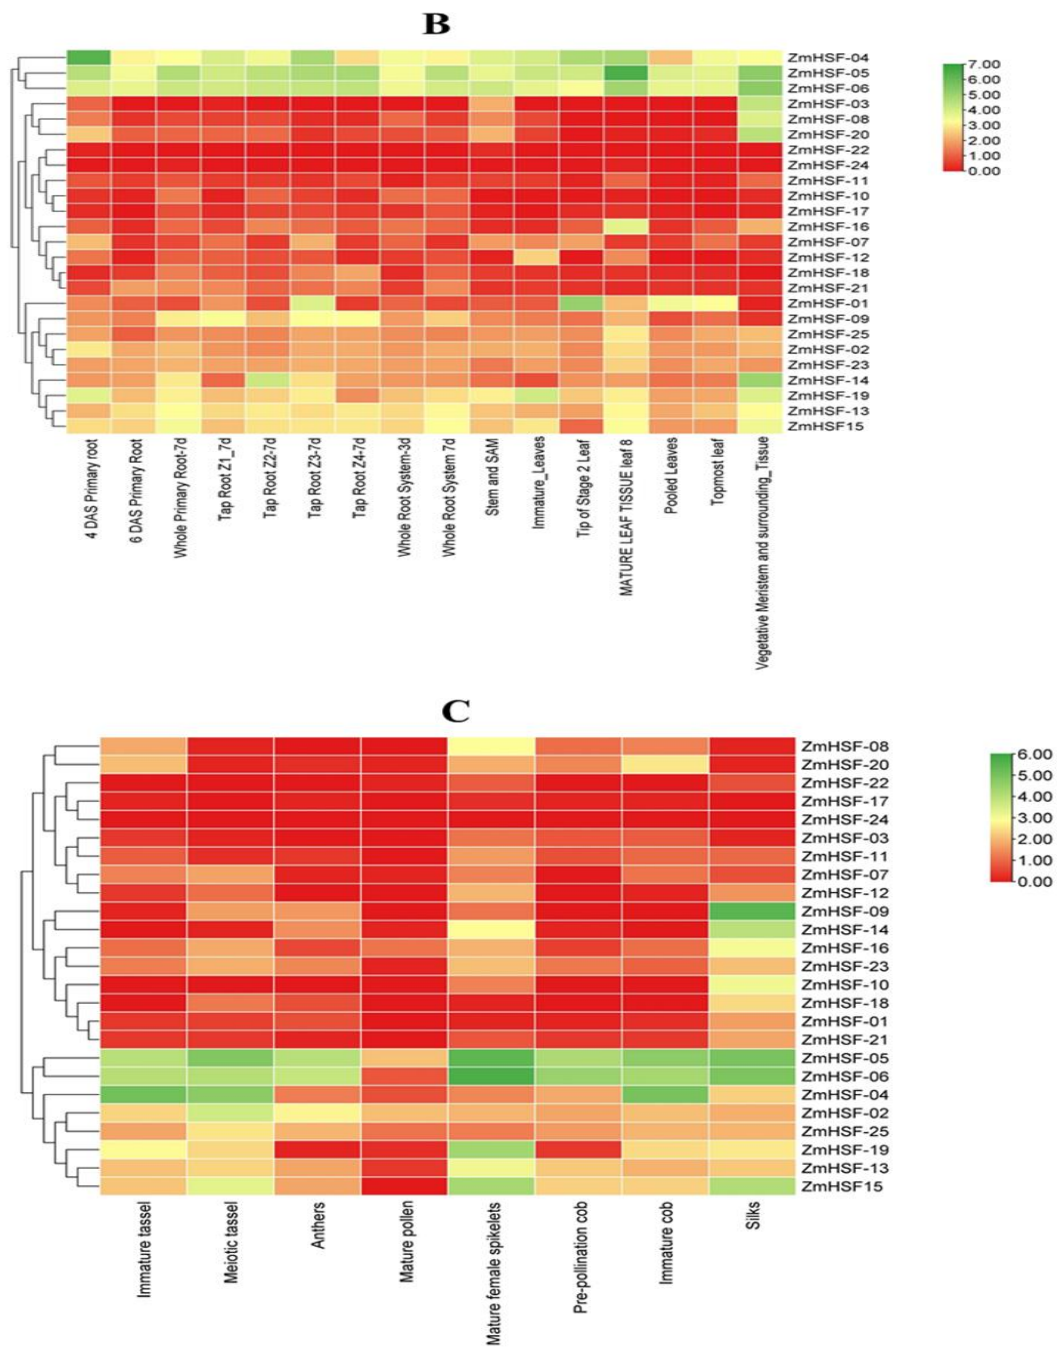 B
ZmHSF-04
ZmHSF-05
ZmHSF-06
ZmHSF-03
ZmHSF-08
ZmHSF-20
ZmHSF-22
ZmHSF-24
ZmHSF-11
ZmHSF-10
ZmHSF-17
ZmHSF-16
ZmHSF-07
ZmHSF-12
ZmHSF-18
ZmHSF-21
ZmHSF-01
ZmHSF-09
ZmHSF-25
ZmHSF-02
ZmHSF-23
ZmHSF-14
ZmHSF-19
ZmHSF-13
ZmHSF15
7.00
6.00
5.00
4.00
3.00
2.00
1.00
0.00
4 DAS Primary root
6 DAS Primary Root
Whole Primary Root-7d
Tap Root Z1_7d
Tap Root Z2-7d
Tap Root Z3-7d
Tap Root Z4-7d
Whole Root System-3d
Whole Root System 7d
Stem and SAM
Immature_Leaves
Tip of Stage 2 Leaf
MATURE LEAF TISSUE leaf 8
Pooled Leaves
Topmost leaf
Vegetative Meristem and surrounding_Tissue
C
ZmHSF-08
ZmHSF-20
ZmHSF-22
ZmHSF-17
ZmHSF-24
ZmHSF-03
ZmHSF-11
ZmHSF-07
ZmHSF-12
ZmHSF-09
ZmHSF-14
ZmHSF-16
ZmHSF-23
ZmHSF-10
ZmHSF-18
ZmHSF-01
ZmHSF-21
ZmHSF-05
ZmHSF-06
ZmHSF-04
ZmHSF-02
ZmHSF-25
ZmHSF-19
ZmHSF-13
ZmHSF15
6.00
5.00
4.00
3.00
2.00
1.00
0.00
Immature tassel
Meiotic tassel
Anthers
Mature pollen
Mature female spikelets
Pre-pollination cob
Immature cob
Silks